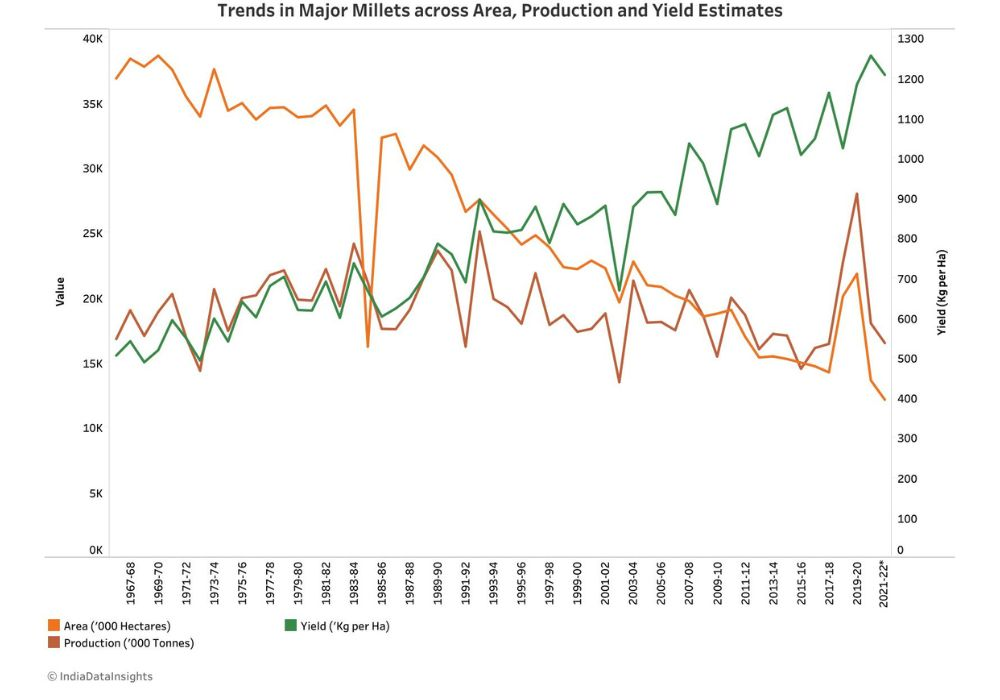 Trends in Major Millets across Area, Production and Yield Estimates
40K
35K
30K
25K
20K
15K
10K
5K
0K
Value
1300
1200
1100
1000
900
800
700
600
500
400
300
200
100
0
Yield (Kg per Ha)
1967-68
1969-70
1971-72
1973-74
1975-76
1977-78
1979-80
1981-82
1983-84
1985-86
1987-88
1989-90
1991-92
1993-94
1995-96
1997-98
1999-00
2001-02
2003-04
2005-06
2007-08
2009-10
2011-12
2013-14
2015-16
2017-18
2019-20
2021-22*
Area ('000 Hectares)
Yield ('Kg per Ha)
Production ('000 Tonnes)
© IndiaDataInsights